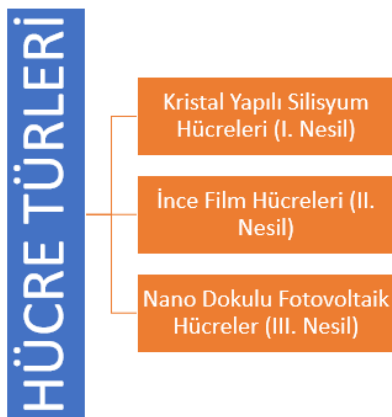 HÜCRE TÜRLERİ
Kristal Yapılı Silisyum
Hücreleri (I. Nesil)
İnce Film Hücreleri (II.
Nesil)
Nano Dokulu Fotovoltaik
Hücreler (III. Nesil)